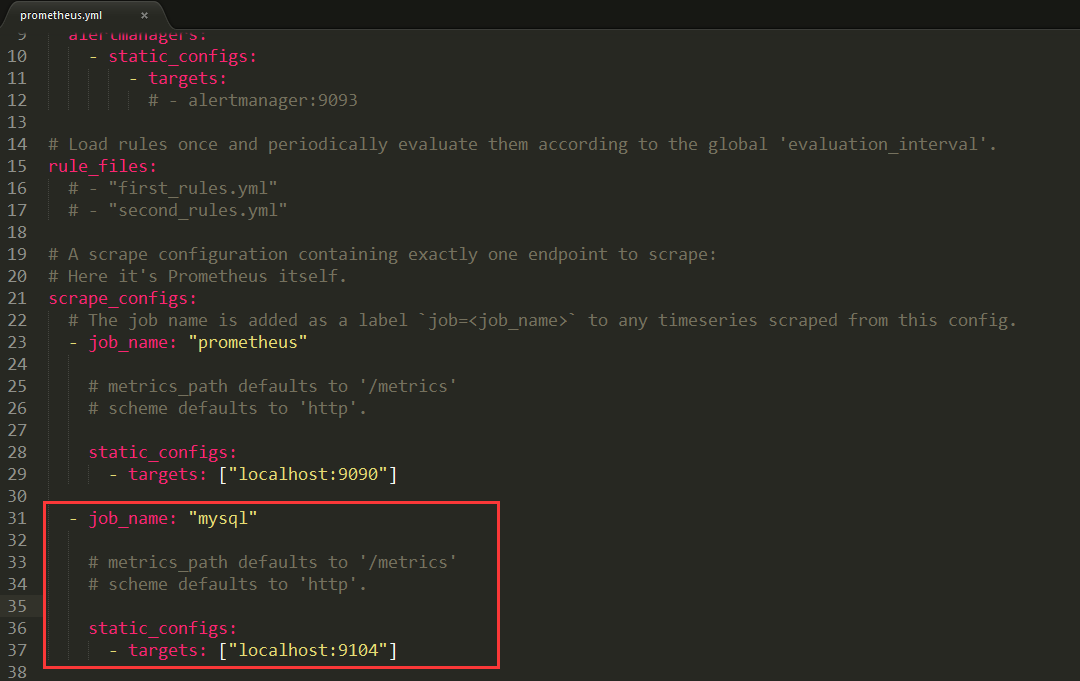 prometheus.yml ×
9 alertmanagers:
10 - static_configs:
11 - targets:
12 # - alertmanager:9093
13
14 # Load rules once and periodically evaluate them according to the global 'evaluation_interval'.
15 rule_files:
16 # - "first_rules.yml"
17 # - "second_rules.yml"
18
19 # A scrape configuration containing exactly one endpoint to scrape:
20 # Here it's Prometheus itself.
21 scrape_configs:
22 # The job name is added as a label `job=<job_name>` to any timeseries scraped from this config.
23 - job_name: "prometheus"
24
25 # metrics_path defaults to '/metrics'
26 # scheme defaults to 'http'.
27
28 static_configs:
29 - targets: ["localhost:9090"]
30
31 - job_name: "mysql"
32
33 # metrics_path defaults to '/metrics'
34 # scheme defaults to 'http'.
35
36 static_configs:
37 - targets: ["localhost:9104"]
38